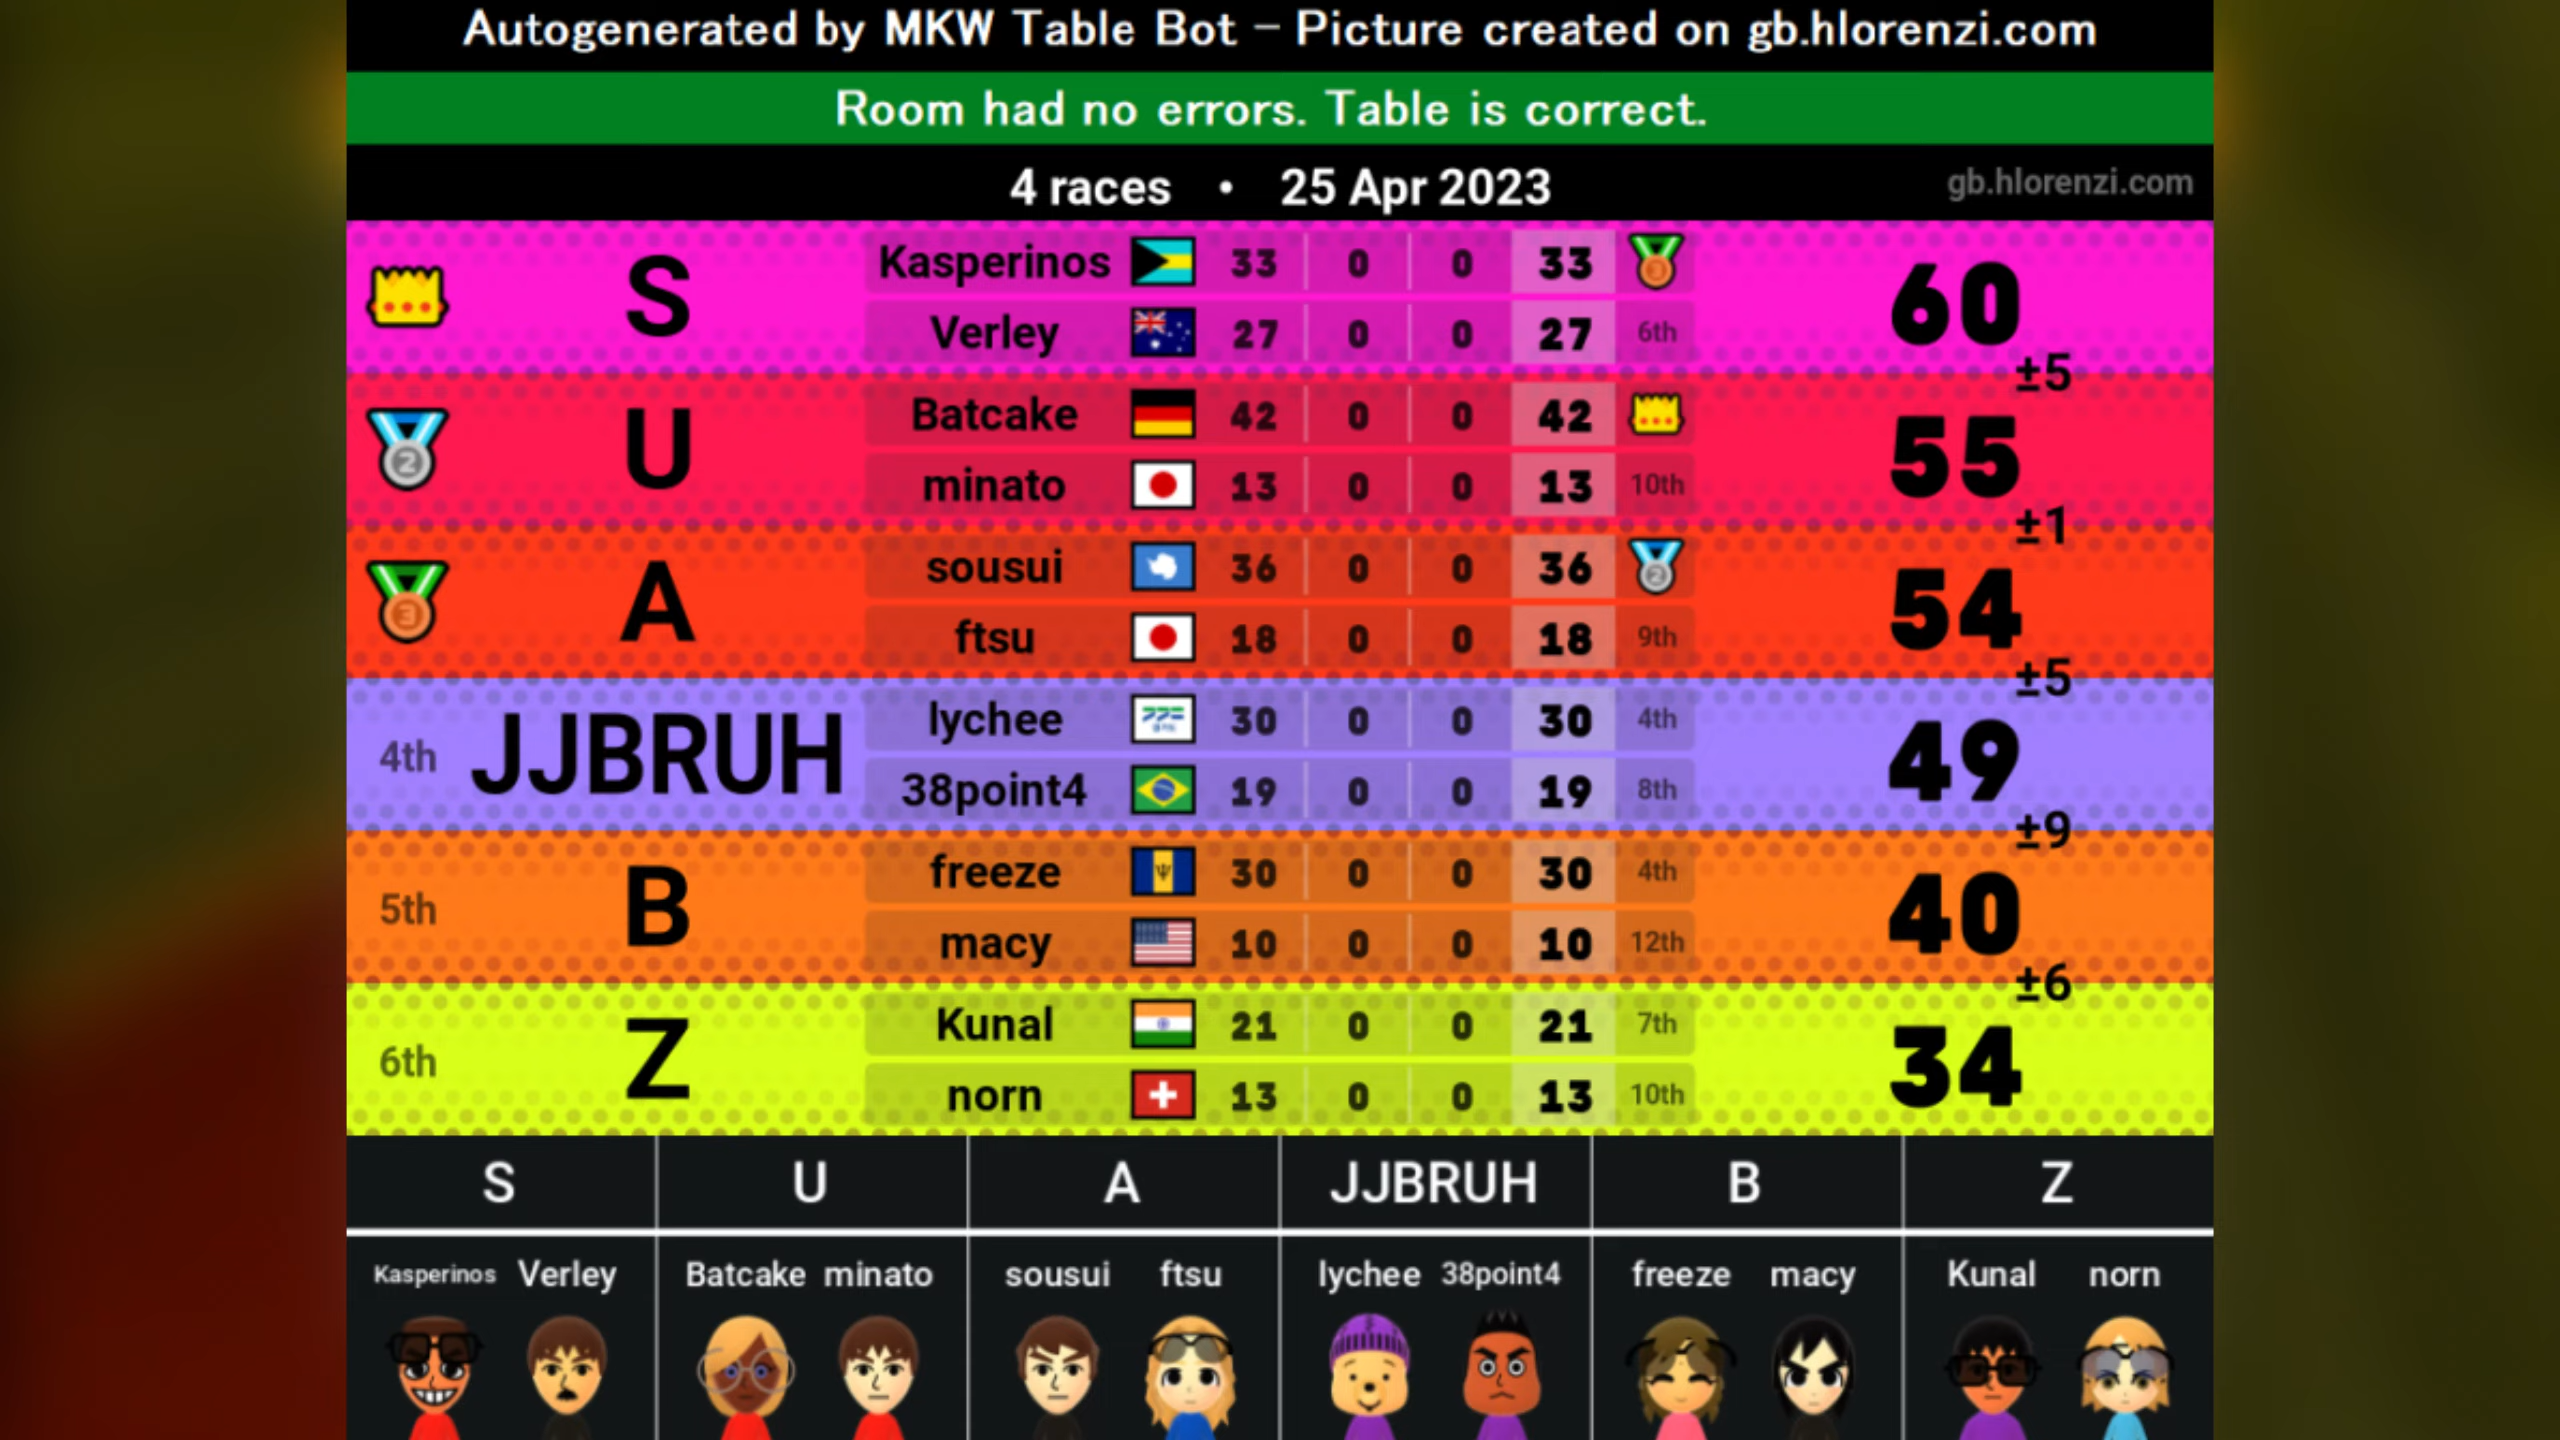 Autogenerated by MKW Table Bot – Picture created on gb.hlorenzi.com
Room had no errors. Table is correct.
4 races • 25 Apr 2023 gb.hlorenzi.com
S
Kasperinos 33 0 0 33 3
Verley 27 0 0 27 6th
60
±5
2 U
Batcake 42 0 0 42
minato 13 0 0 13 10th
55
±1
3 A
sousui 36 0 0 36 2
ftsu 18 0 0 18 9th
54
±5
4th JJBRUH
lychee 30 0 0 30 4th
38point4 19 0 0 19 8th
49
±9
5th B
freeze 30 0 0 30 4th
macy 10 0 0 10 12th
40
±6
6th Z
Kunal 21 0 0 21 7th
norn 13 0 0 13 10th
34
S U A JJBRUH B Z
Kasperinos Verley Batcake minato sousui ftsu lychee 38point4 freeze macy Kunal norn